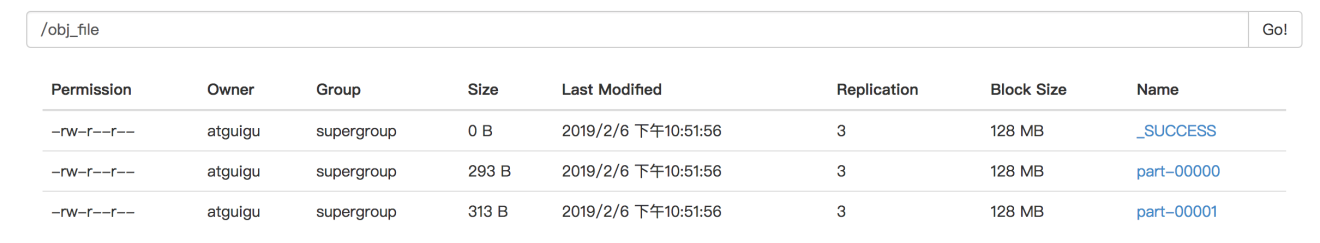 /obj_file Go!
Permission Owner Group Size Last Modified Replication Block Size Name
-rw-r--r-- atguigu supergroup 0 B 2019/2/6 下午10:51:56 3 128 MB _SUCCESS
-rw-r--r-- atguigu supergroup 293 B 2019/2/6 下午10:51:56 3 128 MB part-00000
-rw-r--r-- atguigu supergroup 313 B 2019/2/6 下午10:51:56 3 128 MB part-00001